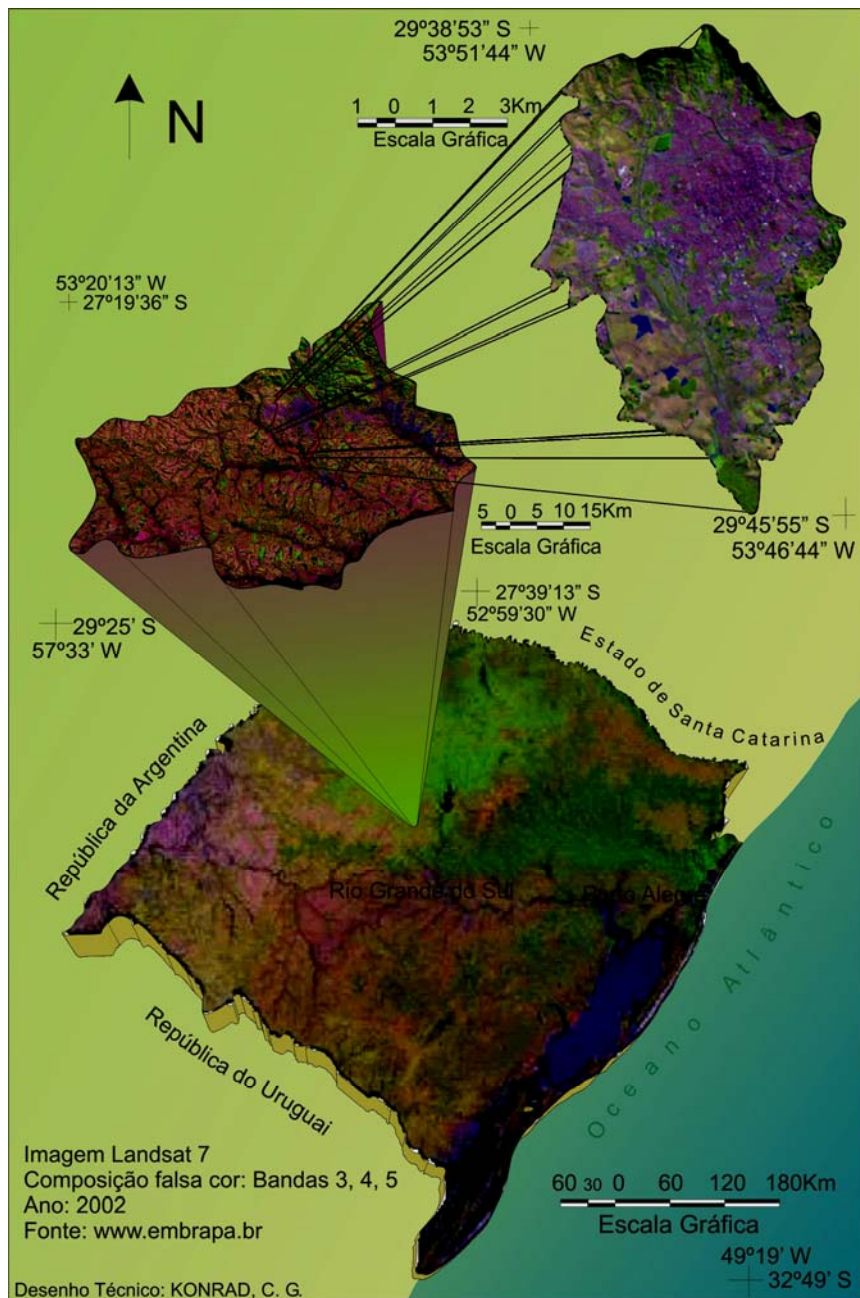 29º38'53" S
53º51'44" W
N
1 0 1 2 3Km
Escala Gráfica
53º20'13" W
27º19'36" S
5 0 5 10 15Km
Escala Gráfica
29º45'55" S
53º46'44" W
27º39'13" S
52º59'30" W
29º25' S
57º33' W
Estado de Santa Catarina
República da Argentina
Rio Grande do Sul
Porto Alegre
Oceano Atlântico
República do Uruguai
Imagem Landsat 7
Composição falsa cor: Bandas 3, 4, 5
Ano: 2002
Fonte: www.embrapa.br
60 30 0 60 120 180Km
Escala Gráfica
49º19' W
32º49' S
Desenho Técnico: KONRAD, C. G.